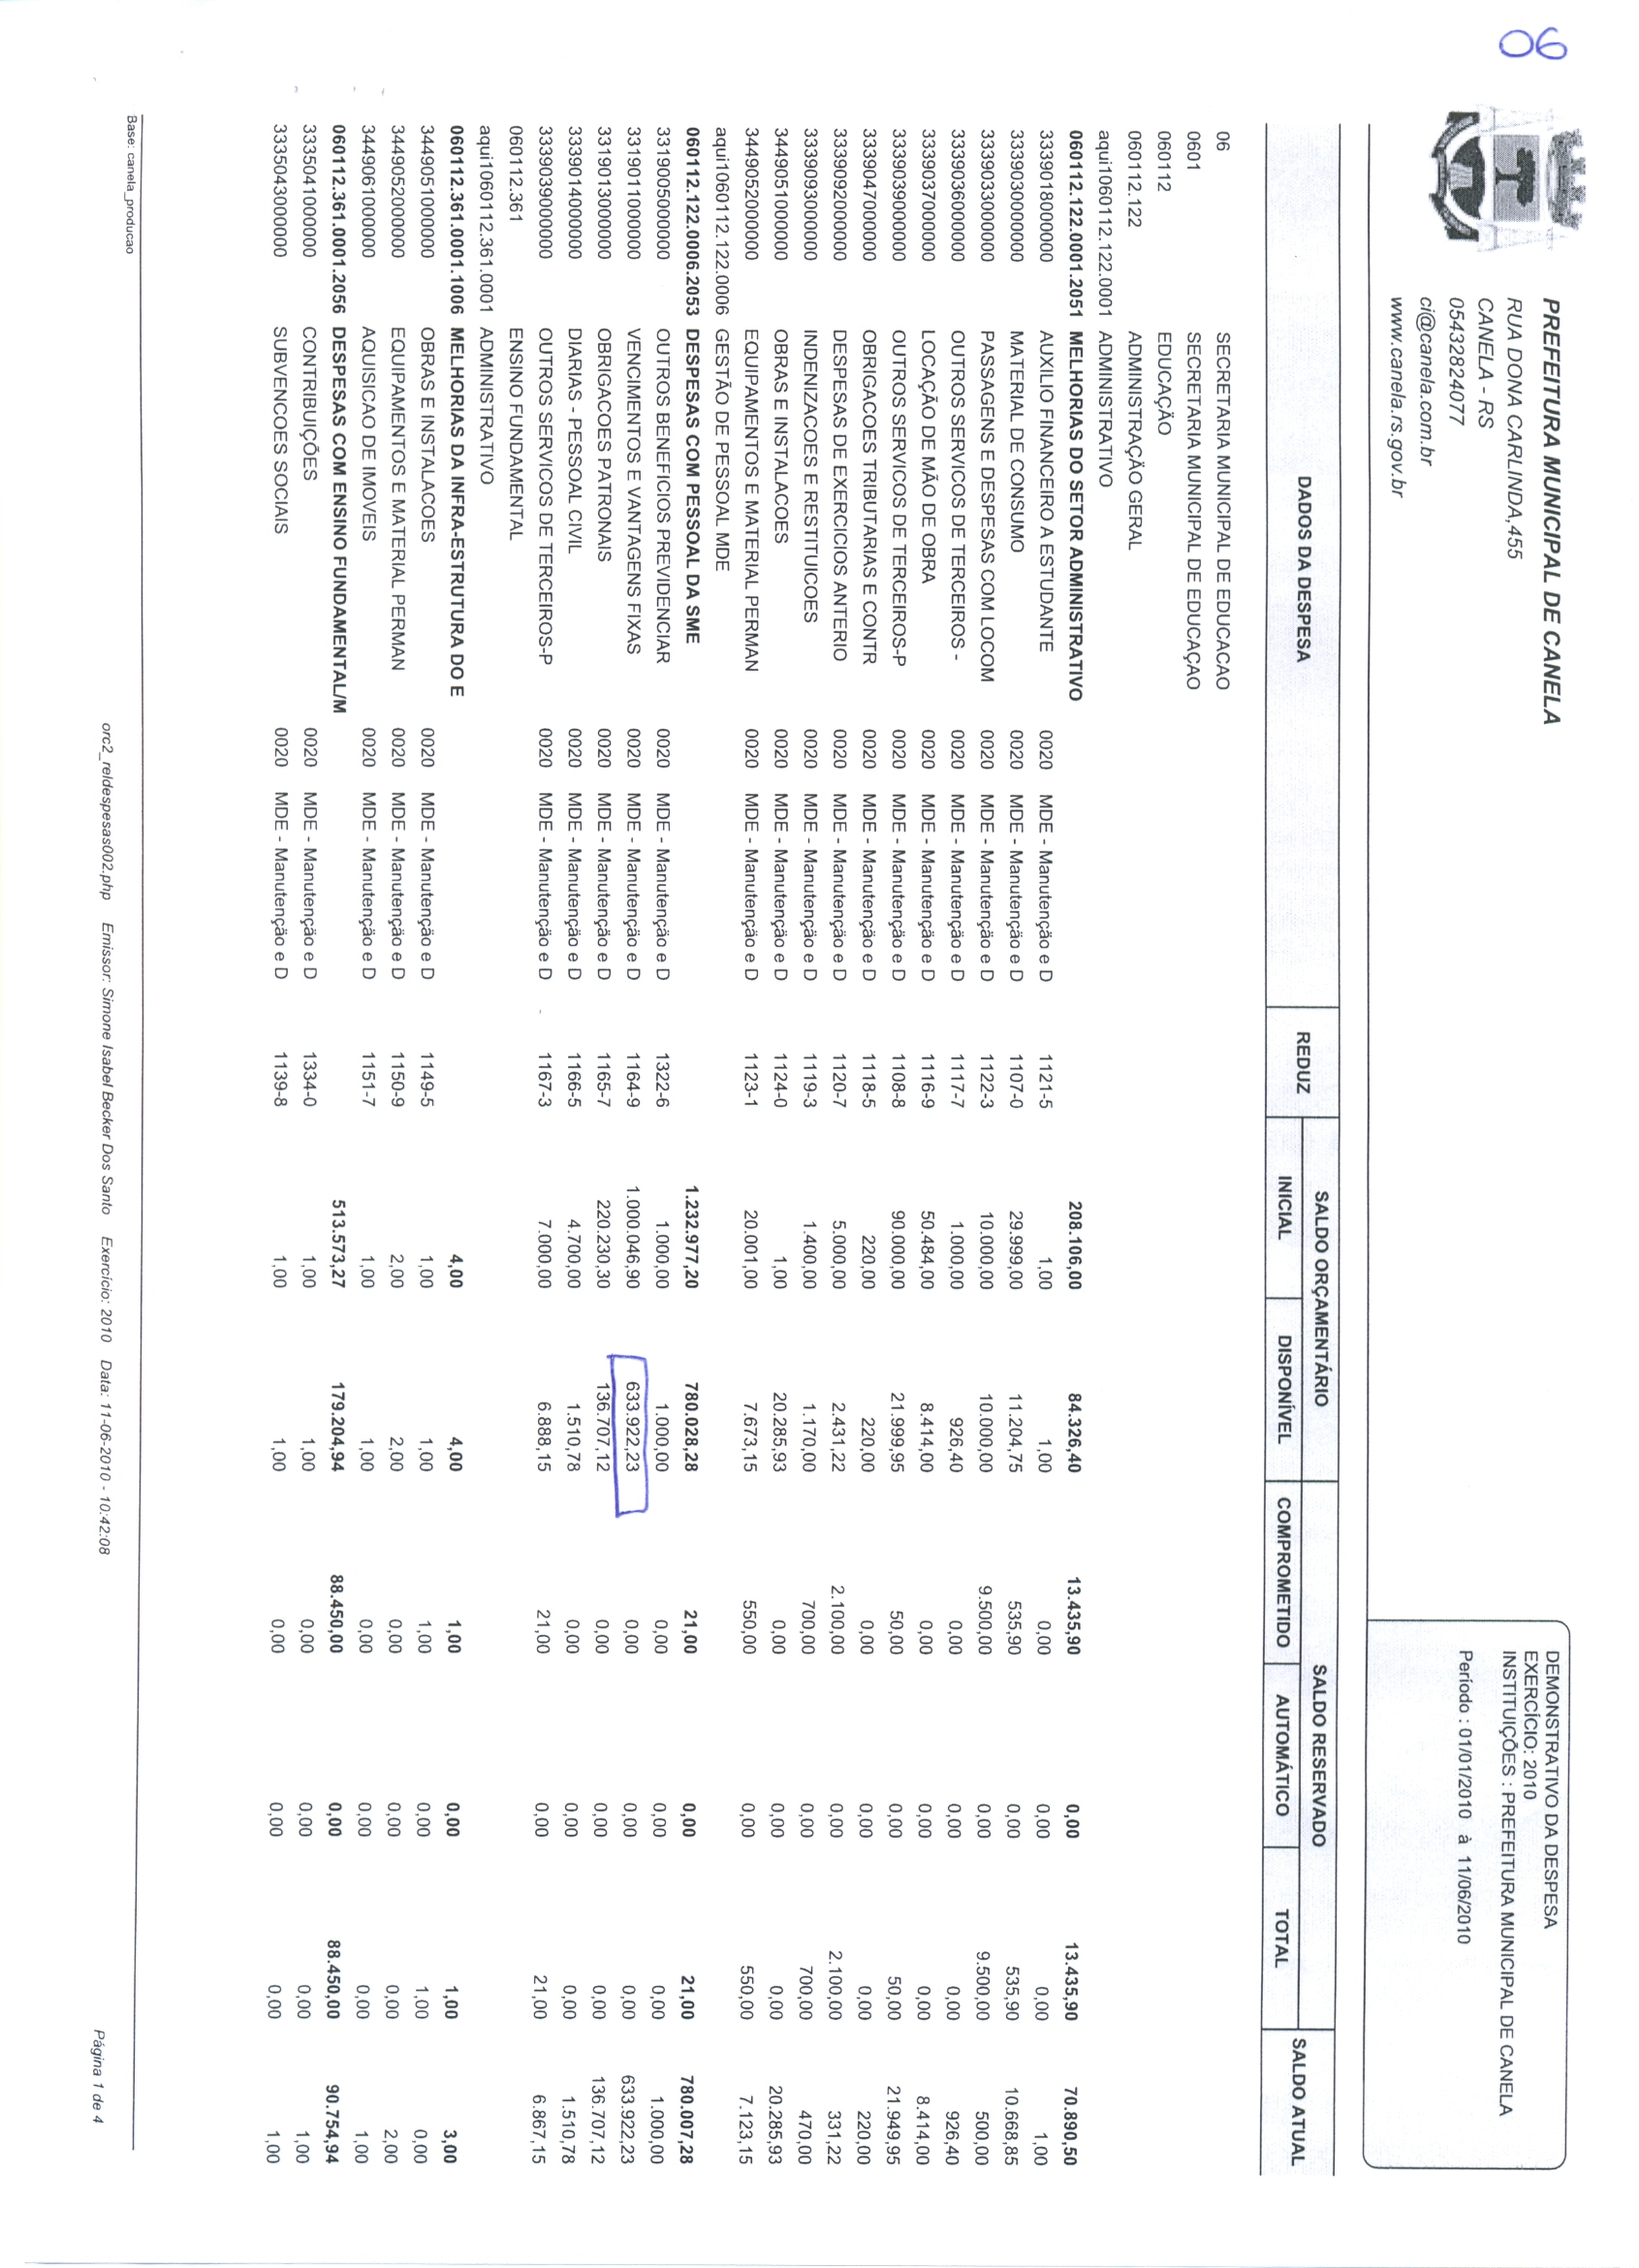 06
PREFEITURA MUNICIPAL DE CANELA
RUA DONA CARLINDA,455
CANELA - RS
05432824077
ci@canela.com.br
www.canela.rs.gov.br
DEMONSTRATIVO DA DESPESA
EXERCÍCIO: 2010
INSTITUIÇÕES : PREFEITURA MUNICIPAL DE CANELA
Período : 01/01/2010 à 11/06/2010
DADOS DA DESPESA REDUZ SALDO ORÇAMENTÁRIO SALDO RESERVADO SALDO ATUAL
INICIAL DISPONÍVEL COMPROMETIDO AUTOMÁTICO TOTAL
06 SECRETARIA MUNICIPAL DE EDUCACAO
0601 SECRETARIA MUNICIPAL DE EDUCAÇAO
060112 EDUCAÇÃO
060112.122 ADMINISTRAÇÃO GERAL
aqui1060112.122.0001 ADMINISTRATIVO
060112.122.0001.2051 MELHORIAS DO SETOR ADMINISTRATIVO 208.106,00 84.326,40 13.435,90 0,00 13.435,90 70.890,50
3339018000000 AUXILIO FINANCEIRO A ESTUDANTE 0020 MDE - Manutenção e D 1121-5 1,00 1,00 0,00 0,00 0,00 1,00
3339030000000 MATERIAL DE CONSUMO 0020 MDE - Manutenção e D 1107-0 29.999,00 11.204,75 535,90 0,00 535,90 10.668,85
3339033000000 PASSAGENS E DESPESAS COM LOCOM 0020 MDE - Manutenção e D 1122-3 10.000,00 10.000,00 9.500,00 0,00 9.500,00 500,00
3339036000000 OUTROS SERVICOS DE TERCEIROS - 0020 MDE - Manutenção e D 1117-7 1.000,00 926,40 0,00 0,00 0,00 926,40
3339037000000 LOCAÇÃO DE MÃO DE OBRA 0020 MDE - Manutenção e D 1116-9 50.484,00 8.414,00 0,00 0,00 0,00 8.414,00
3339039000000 OUTROS SERVICOS DE TERCEIROS-P 0020 MDE - Manutenção e D 1108-8 90.000,00 21.999,95 50,00 0,00 50,00 21.949,95
3339047000000 OBRIGACOES TRIBUTARIAS E CONTR 0020 MDE - Manutenção e D 1118-5 220,00 220,00 0,00 0,00 0,00 220,00
3339092000000 DESPESAS DE EXERCICIOS ANTERIO 0020 MDE - Manutenção e D 1120-7 5.000,00 2.431,22 2.100,00 0,00 2.100,00 331,22
3339093000000 INDENIZACOES E RESTITUICOES 0020 MDE - Manutenção e D 1119-3 1.400,00 1.170,00 700,00 0,00 700,00 470,00
3449051000000 OBRAS E INSTALACOES 0020 MDE - Manutenção e D 1124-0 1,00 20.285,93 0,00 0,00 0,00 20.285,93
3449052000000 EQUIPAMENTOS E MATERIAL PERMAN 0020 MDE - Manutenção e D 1123-1 20.001,00 7.673,15 550,00 0,00 550,00 7.123,15
aqui1060112.122.0006 GESTÃO DE PESSOAL MDE
060112.122.0006.2053 DESPESAS COM PESSOAL DA SME 1.232.977,20 780.028,28 21,00 0,00 21,00 780.007,28
3319005000000 OUTROS BENEFICIOS PREVIDENCIAR 0020 MDE - Manutenção e D 1322-6 1.000,00 1.000,00 0,00 0,00 0,00 1.000,00
3319011000000 VENCIMENTOS E VANTAGENS FIXAS 0020 MDE - Manutenção e D 1164-9 1.000.046,90 633.922,23 0,00 0,00 0,00 633.922,23
3319013000000 OBRIGACOES PATRONAIS 0020 MDE - Manutenção e D 1165-7 220.230,30 136.707,12 0,00 0,00 0,00 136.707,12
3339014000000 DIARIAS - PESSOAL CIVIL 0020 MDE - Manutenção e D 1166-5 4.700,00 1.510,78 0,00 0,00 0,00 1.510,78
3339039000000 OUTROS SERVICOS DE TERCEIROS-P 0020 MDE - Manutenção e D 1167-3 7.000,00 6.888,15 21,00 0,00 21,00 6.867,15
060112.361 ENSINO FUNDAMENTAL
aqui1060112.361.0001 ADMINISTRATIVO
060112.361.0001.1006 MELHORIAS DA INFRA-ESTRUTURA DO E 4,00 4,00 1,00 0,00 1,00 3,00
3449051000000 OBRAS E INSTALACOES 0020 MDE - Manutenção e D 1149-5 1,00 1,00 1,00 0,00 1,00 0,00
3449052000000 EQUIPAMENTOS E MATERIAL PERMAN 0020 MDE - Manutenção e D 1150-9 2,00 2,00 0,00 0,00 0,00 2,00
3449061000000 AQUISICAO DE IMOVEIS 0020 MDE - Manutenção e D 1151-7 1,00 1,00 0,00 0,00 0,00 1,00
060112.361.0001.2056 DESPESAS COM ENSINO FUNDAMENTAL/M 513.573,27 179.204,94 88.450,00 0,00 88.450,00 90.754,94
3335041000000 CONTRIBUIÇÕES 0020 MDE - Manutenção e D 1334-0 1,00 1,00 0,00 0,00 0,00 1,00
3335043000000 SUBVENCOES SOCIAIS 0020 MDE - Manutenção e D 1139-8 1,00 1,00 0,00 0,00 0,00 1,00
Base: canela_producao
orc2_reldespesas002.php Emissor: Simone Isabel Becker Dos Santo Exercício: 2010 Data: 11-06-2010 - 10:42:08 Página 1 de 4